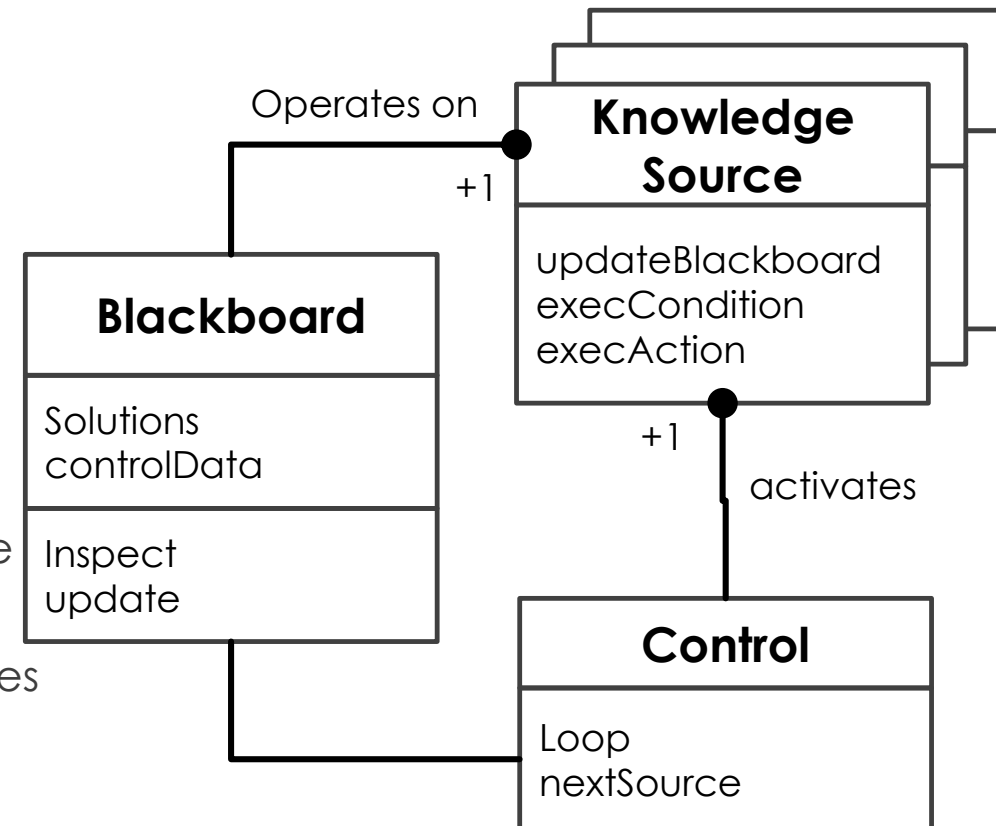 Operates on
+1
Knowledge
Source
updateBlackboard
execCondition
execAction
+1
activates
Blackboard
Solutions
controlData
Inspect
update
Control
Loop
nextSource